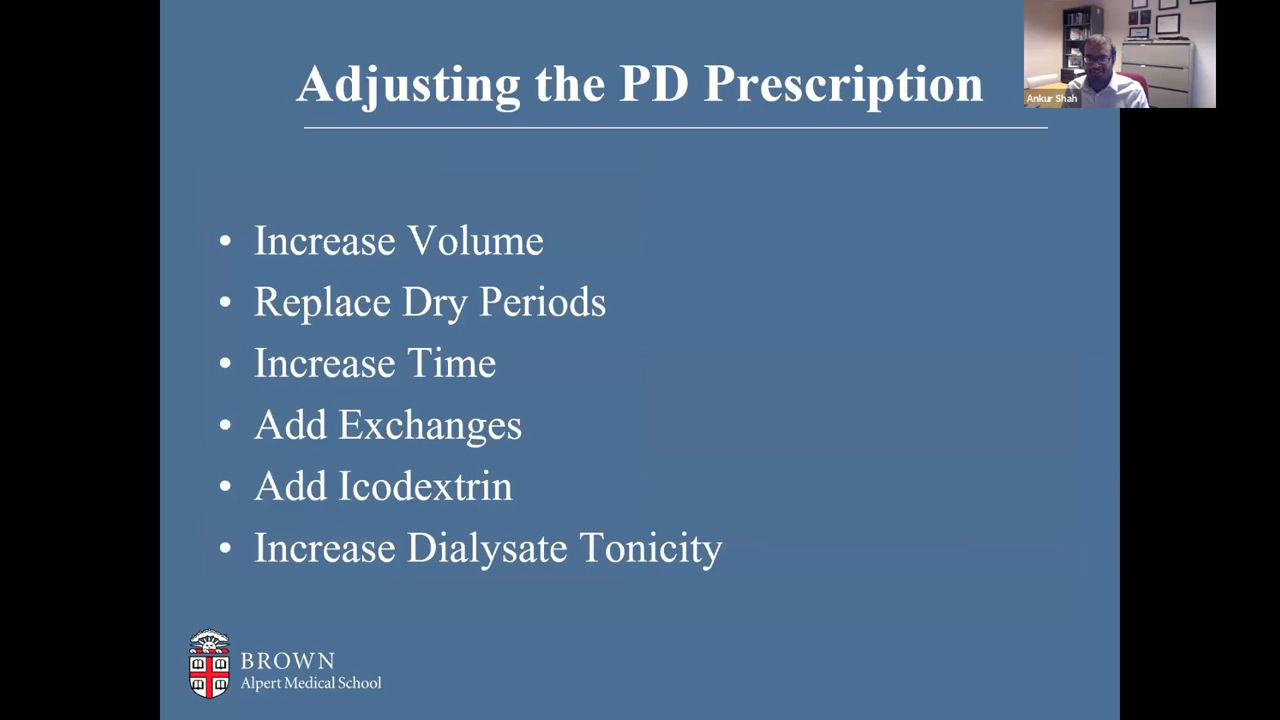 Adjusting the PD Prescription
Ankur Shah
• Increase Volume
• Replace Dry Periods
• Increase Time
• Add Exchanges
• Add Icodextrin
• Increase Dialysate Tonicity
BROWN
Alpert Medical School